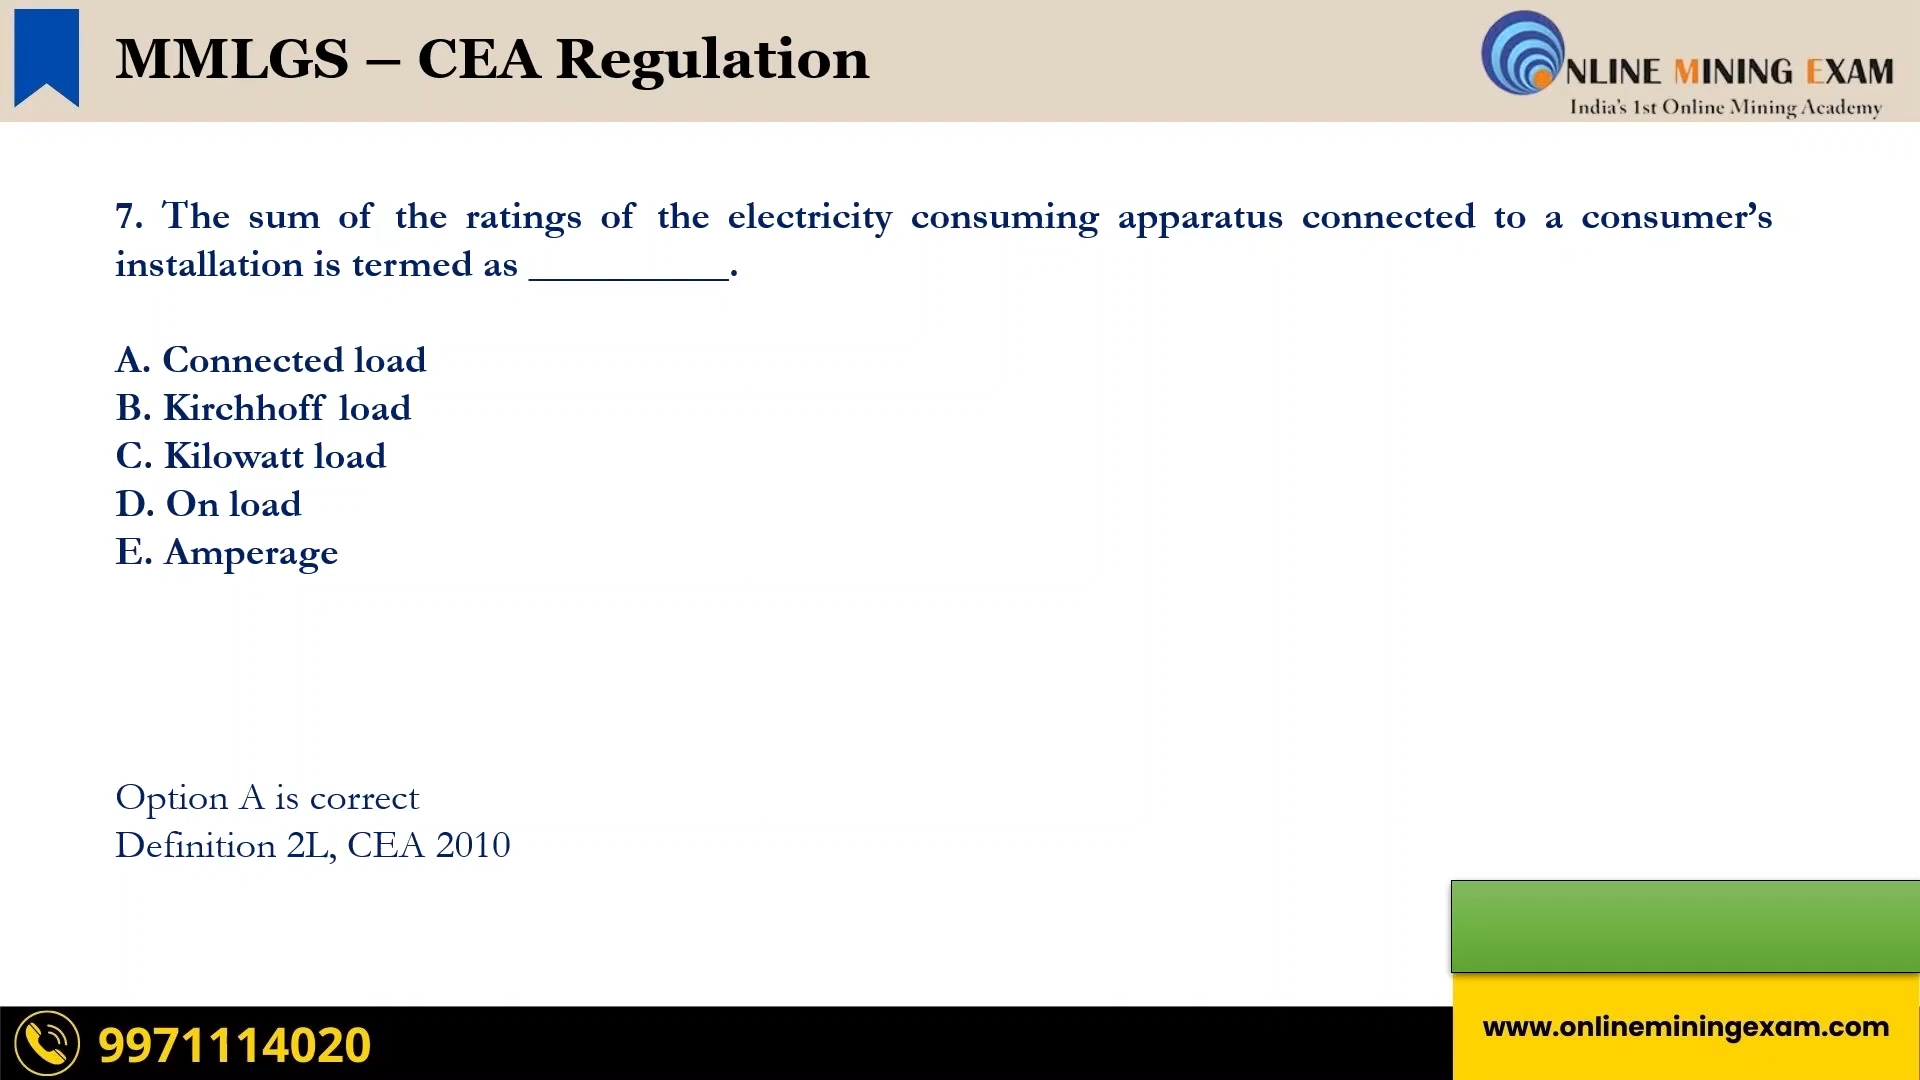 MMLGS – CEA Regulation
NLINE MINING EXAM
India's 1st Online Mining Academy
7. The sum of the ratings of the electricity consuming apparatus connected to a consumer's
installation is termed as __________.
A. Connected load
B. Kirchhoff load
C. Kilowatt load
D. On load
E. Amperage
Option A is correct
Definition 2L, CEA 2010
9971114020
www.onlineminingexam.com